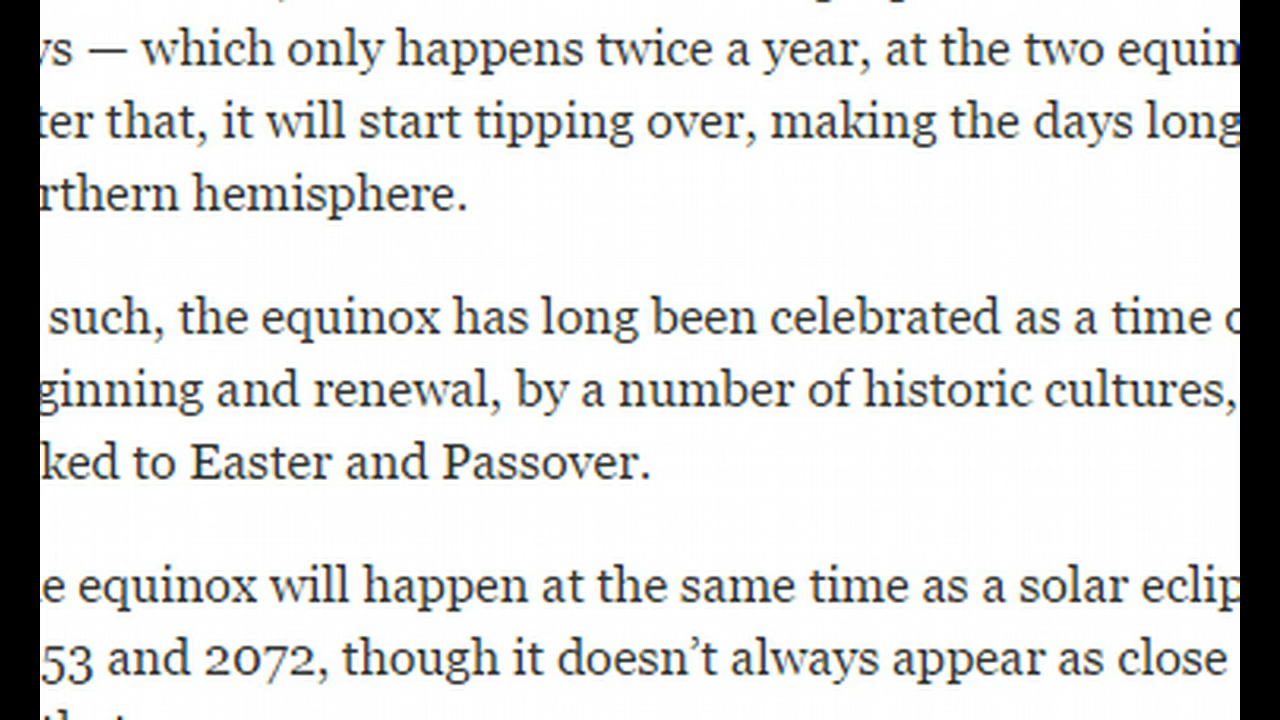 ys — which only happens twice a year, at the two equin
ter that, it will start tipping over, making the days long
rthern hemisphere.
such, the equinox has long been celebrated as a time
ginning and renewal, by a number of historic cultures,
ked to Easter and Passover.
e equinox will happen at the same time as a solar eclip
53 and 2072, though it doesn’t always appear as close